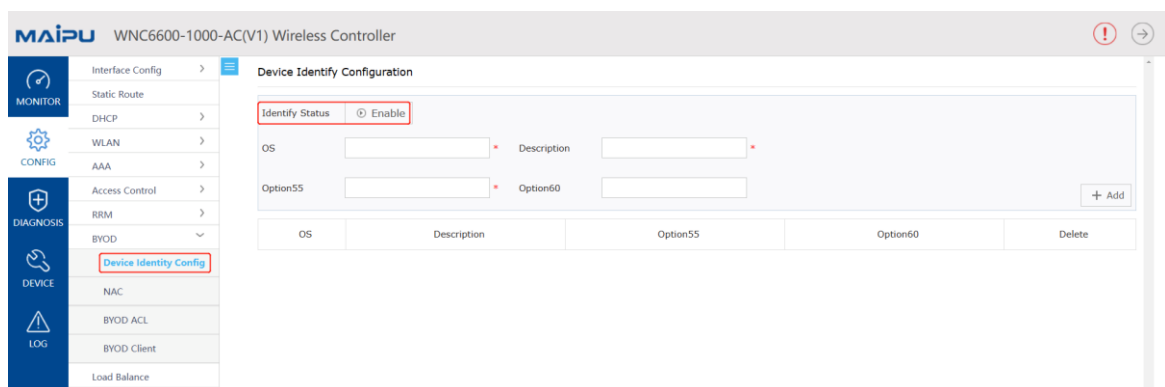 MAIPU WNC6600-1000-AC(V1) Wireless Controller
MONITOR
CONFIG
DIAGNOSIS
DEVICE
LOG
Interface Config
Static Route
DHCP
WLAN
AAA
Access Control
RRM
BYOD
Device Identity Config
NAC
BYOD ACL
BYOD Client
Load Balance
Device Identify Configuration
Identify Status Enable
OS * Description *
Option55 * Option60
+ Add
OS Description Option55 Option60 Delete